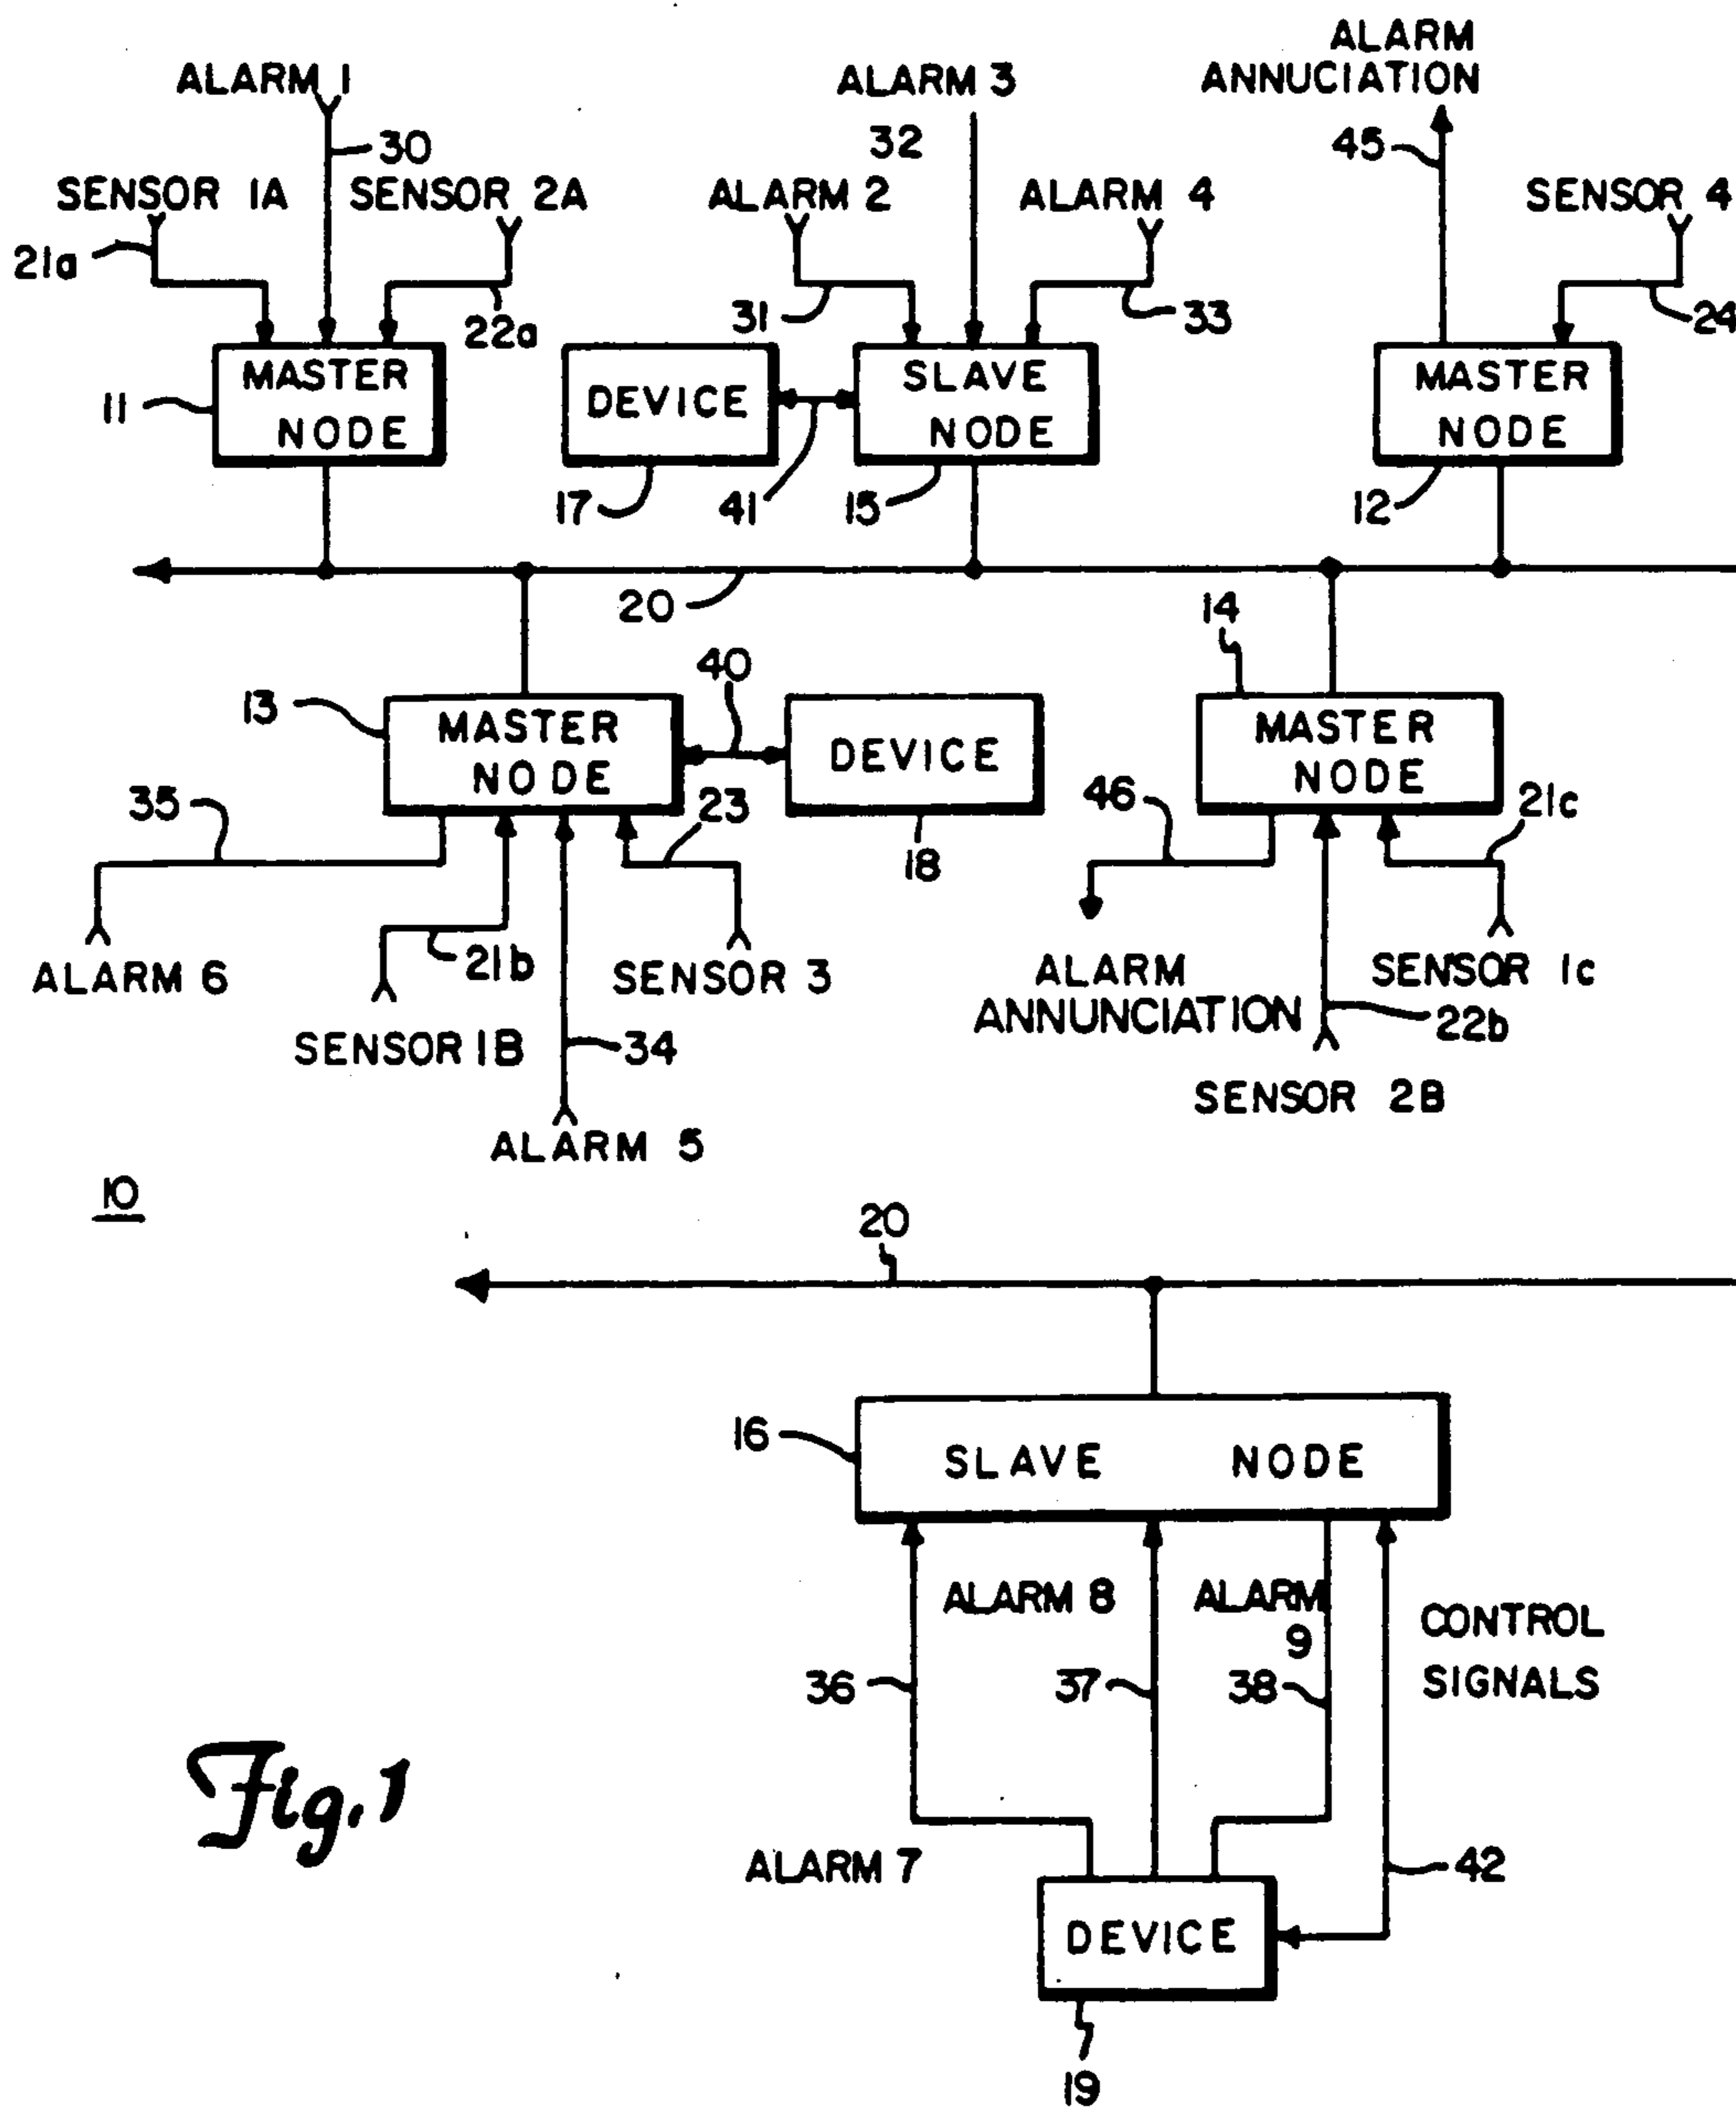 ALARM
ANNUCIATION
ALARM 1
ALARM 3
30
32
45
SENSOR 1A
SENSOR 2A
ALARM 2
ALARM 4
SENSOR 4
21a
22a
31
33
24
MASTER
NODE
DEVICE
SLAVE
NODE
MASTER
NODE
11
17
41
15
12
20
14
40
13
MASTER
NODE
DEVICE
MASTER
NODE
35
23
18
46
21c
ALARM 6
21b
SENSOR 3
ALARM
ANNUNCIATION
SENSOR 1c
22b
SENSOR 1B
34
SENSOR 2B
ALARM 5
10
20
16
SLAVE NODE
ALARM 8
ALARM
9
CONTROL
SIGNALS
36
37
38
Fig.1
ALARM 7
42
DEVICE
19